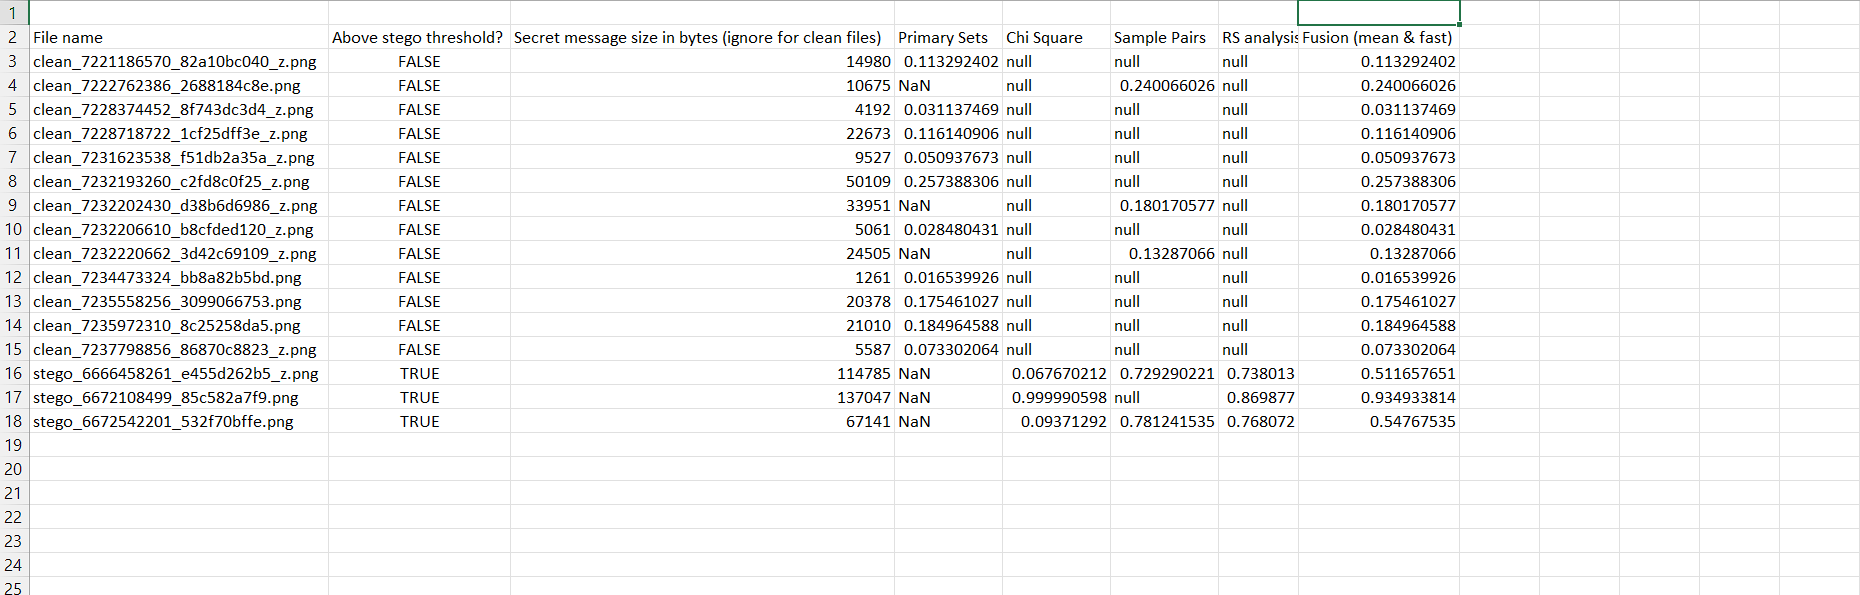 1
2 File name Above stego threshold? Secret message size in bytes (ignore for clean files) Primary Sets Chi Square Sample Pairs RS analysis Fusion (mean & fast)
3 clean_7221186570_82a10bc040_z.png FALSE 14980 0.113292402 null null null 0.113292402
4 clean_7222762386_2688184c8e.png FALSE 10675 NaN null 0.240066026 null 0.240066026
5 clean_7228374452_8f743dc3d4_z.png FALSE 4192 0.031137469 null null null 0.031137469
6 clean_7228718722_1cf25dff3e_z.png FALSE 22673 0.116140906 null null null 0.116140906
7 clean_7231623538_f51db2a35a_z.png FALSE 9527 0.050937673 null null null 0.050937673
8 clean_7232193260_c2fd8c0f25_z.png FALSE 50109 0.257388306 null null null 0.257388306
9 clean_7232202430_d38b6d6986_z.png FALSE 33951 NaN null 0.180170577 null 0.180170577
10 clean_7232206610_b8cfded120_z.png FALSE 5061 0.028480431 null null null 0.028480431
11 clean_7232220662_3d42c69109_z.png FALSE 24505 NaN null 0.13287066 null 0.13287066
12 clean_7234473324_bb8a82b5bd.png FALSE 1261 0.016539926 null null null 0.016539926
13 clean_7235558256_3099066753.png FALSE 20378 0.175461027 null null null 0.175461027
14 clean_7235972310_8c25258da5.png FALSE 21010 0.184964588 null null null 0.184964588
15 clean_7237798856_86870c8823_z.png FALSE 5587 0.073302064 null null null 0.073302064
16 stego_6666458261_e455d262b5_z.png TRUE 114785 NaN 0.067670212 0.729290221 0.738013 0.511657651
17 stego_6672108499_85c582a7f9.png TRUE 137047 NaN 0.999990598 null 0.869877 0.934933814
18 stego_6672542201_532f70bffe.png TRUE 67141 NaN 0.09371292 0.781241535 0.768072 0.54767535
19
20
21
22
23
24
25